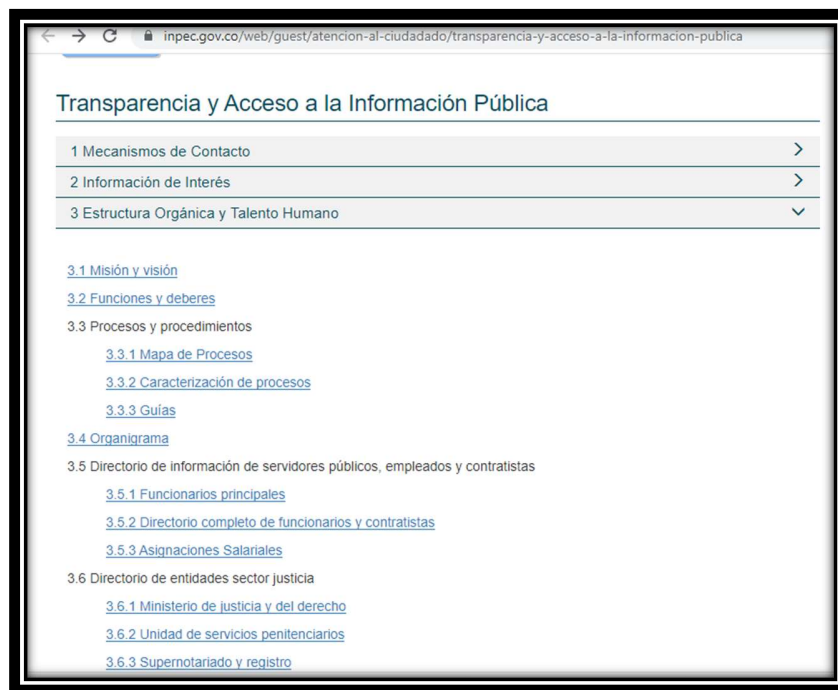 inpec.gov.co/web/guest/atencion-al-ciudadado/transparencia-y-acceso-a-la-informacion-publica
Transparencia y Acceso a la Información Pública
1 Mecanismos de Contacto
2 Información de Interés
3 Estructura Orgánica y Talento Humano
3.1 Misión y visión
3.2 Funciones y deberes
3.3 Procesos y procedimientos
3.3.1 Mapa de Procesos
3.3.2 Caracterización de procesos
3.3.3 Guías
3.4 Organigrama
3.5 Directorio de información de servidores públicos, empleados y contratistas
3.5.1 Funcionarios principales
3.5.2 Directorio completo de funcionarios y contratistas
3.5.3 Asignaciones Salariales
3.6 Directorio de entidades sector justicia
3.6.1 Ministerio de justicia y del derecho
3.6.2 Unidad de servicios penitenciarios
3.6.3 Supernotariado y registro